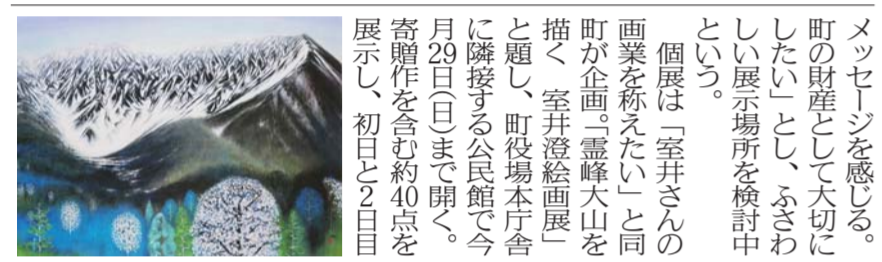 メッセージを感じる。
町の財産として大切に
したい」とし、ふさわ
しい展示場所を検討中
という。
　個展は「室井さんの
画業を称えたい」と同
町が企画。「霊峰大山を
描く　室井澄絵画展」
と題し、町役場本庁舎
に隣接する公民館で今
月29日(日)まで開く。
寄贈作を含む約40点を
展示し、初日と2日目